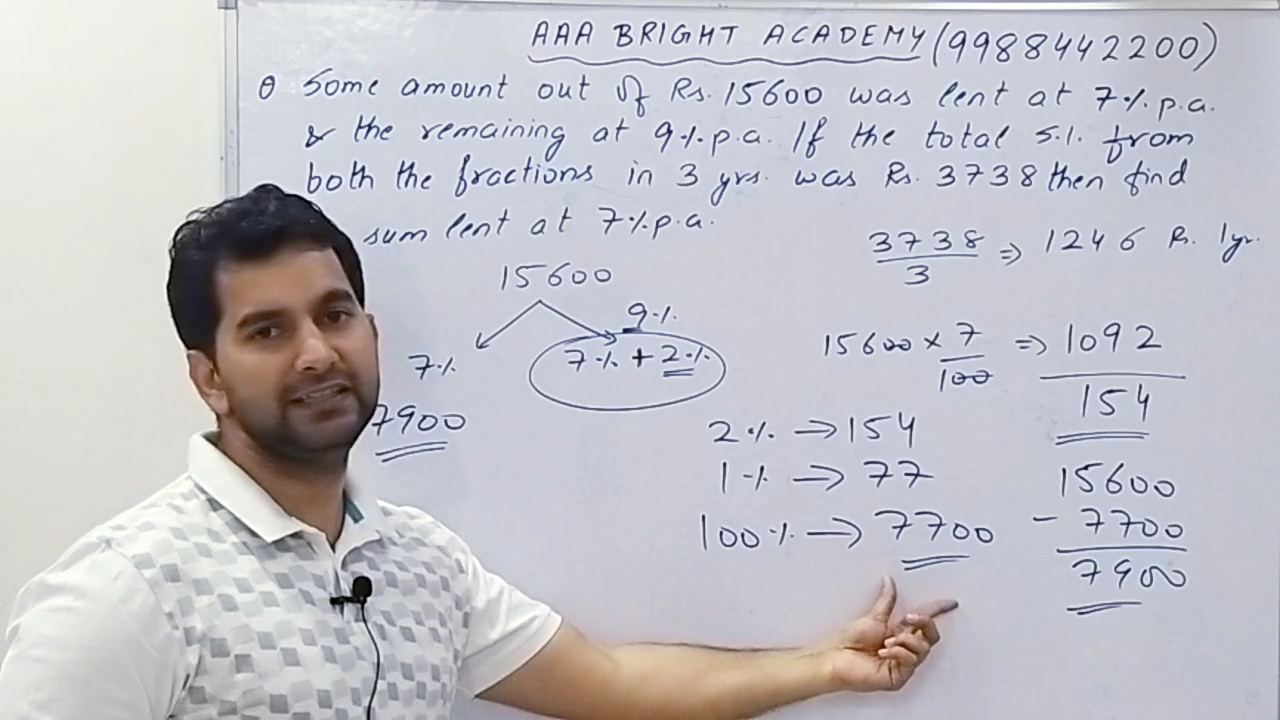 AAA BRIGHT ACADEMY (9988442200)
Q Some amount out of Rs. 15600 was lent at 7% p.a.
& the remaining at 9% p.a. If the total S.I. from
both the fractions in 3 yrs. was Rs. 3738 then find
sum lent at 7% p.a.
3738/3 ⇒ 1246 Rs. 1yr.
15600
9%
7%
7% + 2%
7900
15600 × 7/100 ⇒ 1092
154
2% → 154
1% → 77
100% → 7700
15600
- 7700
7900